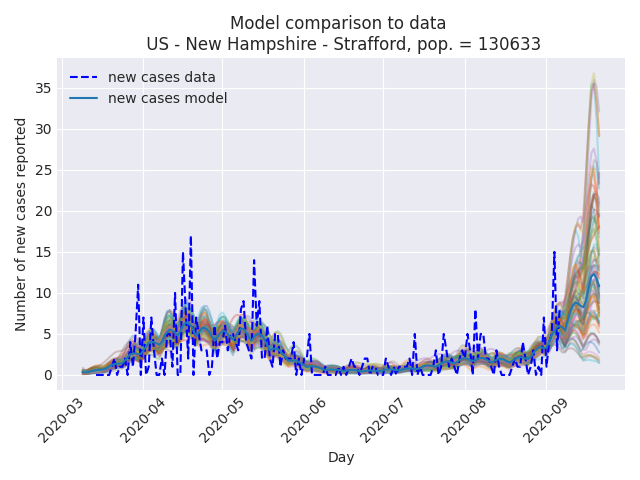 Model comparison to data
US - New Hampshire - Strafford, pop. = 130633
new cases data
new cases model
Number of new cases reported
35
30
25
20
15
10
5
0
2020-03
2020-04
2020-05
2020-06
2020-07
2020-08
2020-09
Day